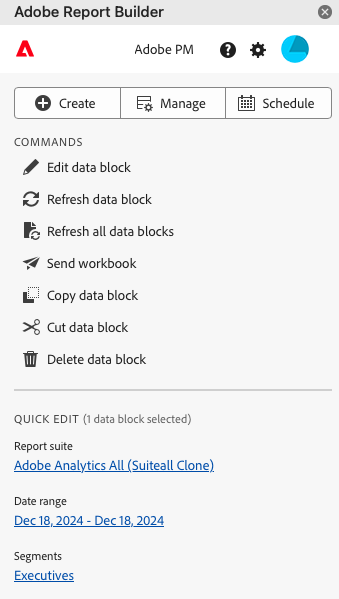 Adobe Report Builder
Adobe PM
Create
Manage
Schedule
COMMANDS
Edit data block
Refresh data block
Refresh all data blocks
Send workbook
Copy data block
Cut data block
Delete data block
QUICK EDIT (1 data block selected)
Report suite
Adobe Analytics All (Suiteall Clone)
Date range
Dec 18, 2024 - Dec 18, 2024
Segments
Executives